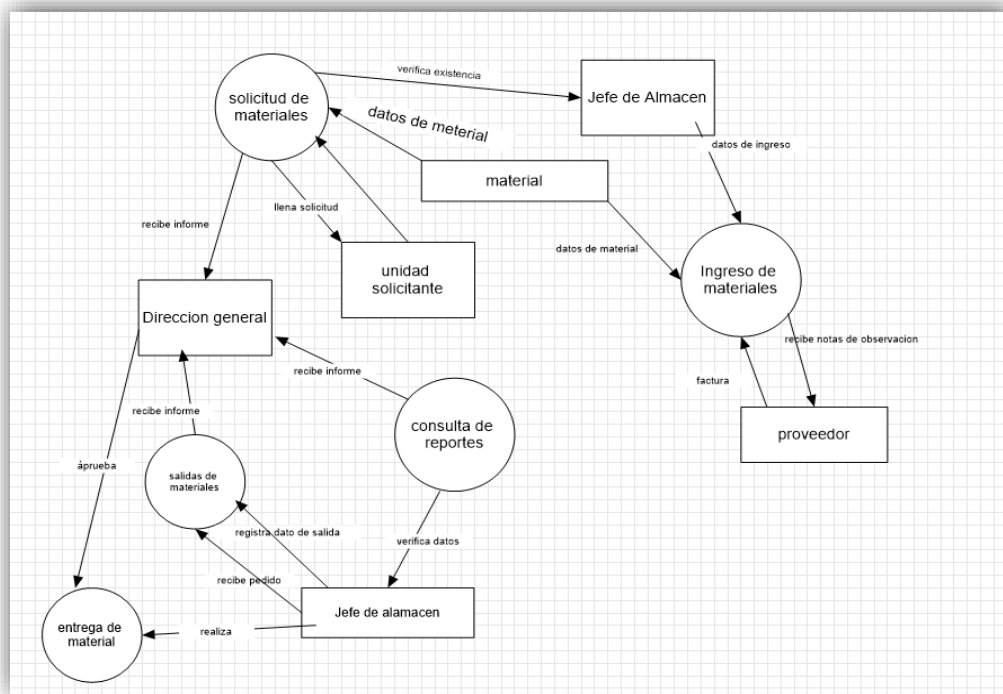 verifica existencia
solicitud de
materiales
Jefe de Almacen
datos de meterial
datos de ingreso
material
llena solicitud
recibe informe
unidad
solicitante
datos de material
Ingreso de
materiales
Direccion general
recibe notas de observacion
recibe informe
factura
recibe informe
consulta de
reportes
proveedor
áprueba
salidas de
materiales
registra dato de salida
verifica datos
recibe pedido
Jefe de alamacen
entrega de
material
realiza